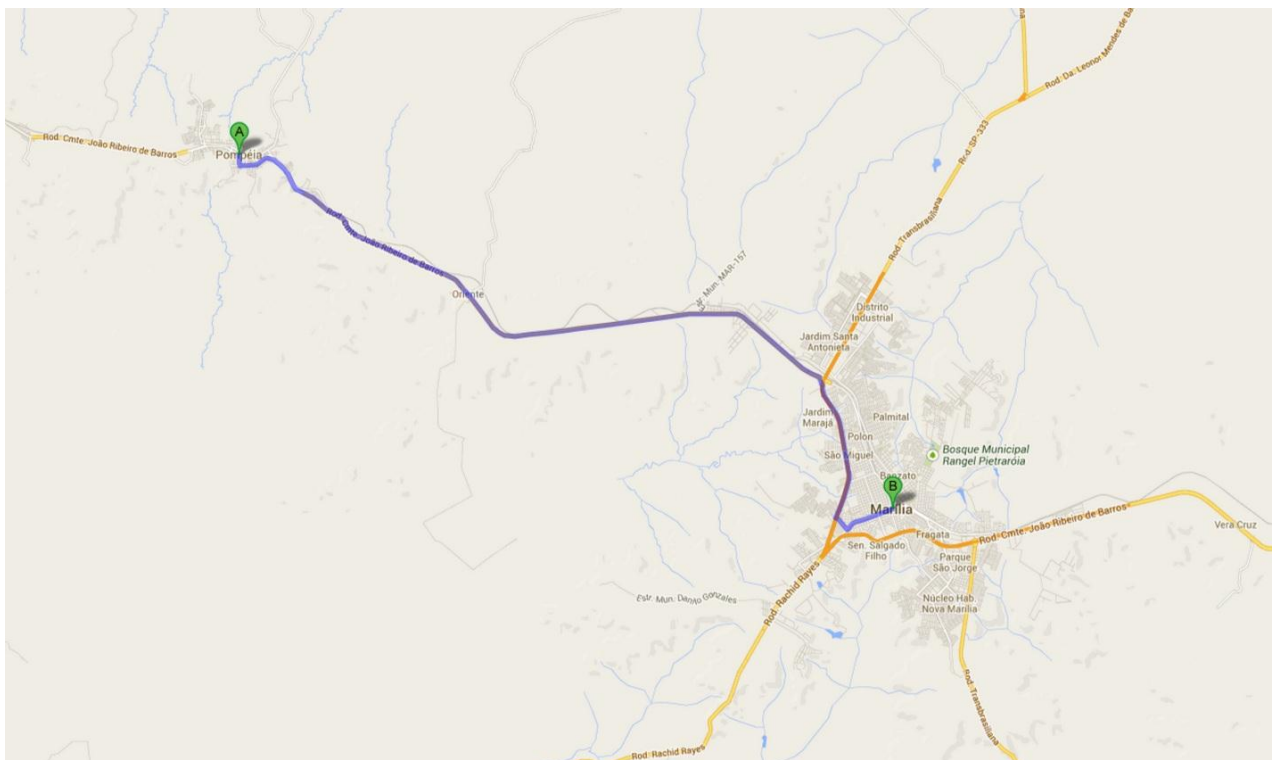 na
Rod. Da. Leonor Mendes de Ba
Rod. SP-333
A
Rod. Cmte. João Ribeiro de Barros
Pompeia
Rod. Transbrasiliana
Rod. Cmte. João Ribeiro de Barros
Mun. MAR-157
Oriente
Distrito
Industrial
Jardim Santa
Antonieta
Jardim
Marajá
Palmital
Polon
São Miguel
Bosque Municipal
Rangel Pietraróia
Banzato
B
Marília
Rod. Cmte. João Ribeiro de Barros
Vera Cruz
Fragata
Sen. Salgado
Filho
Parque
São Jorge
Rod. Rachid Rayes
Estr. Mun. Danilo Gonzales
Núcleo Hab.
Nova Marília
Rod. Transbrasiliana
Rod. Rachid Rayes